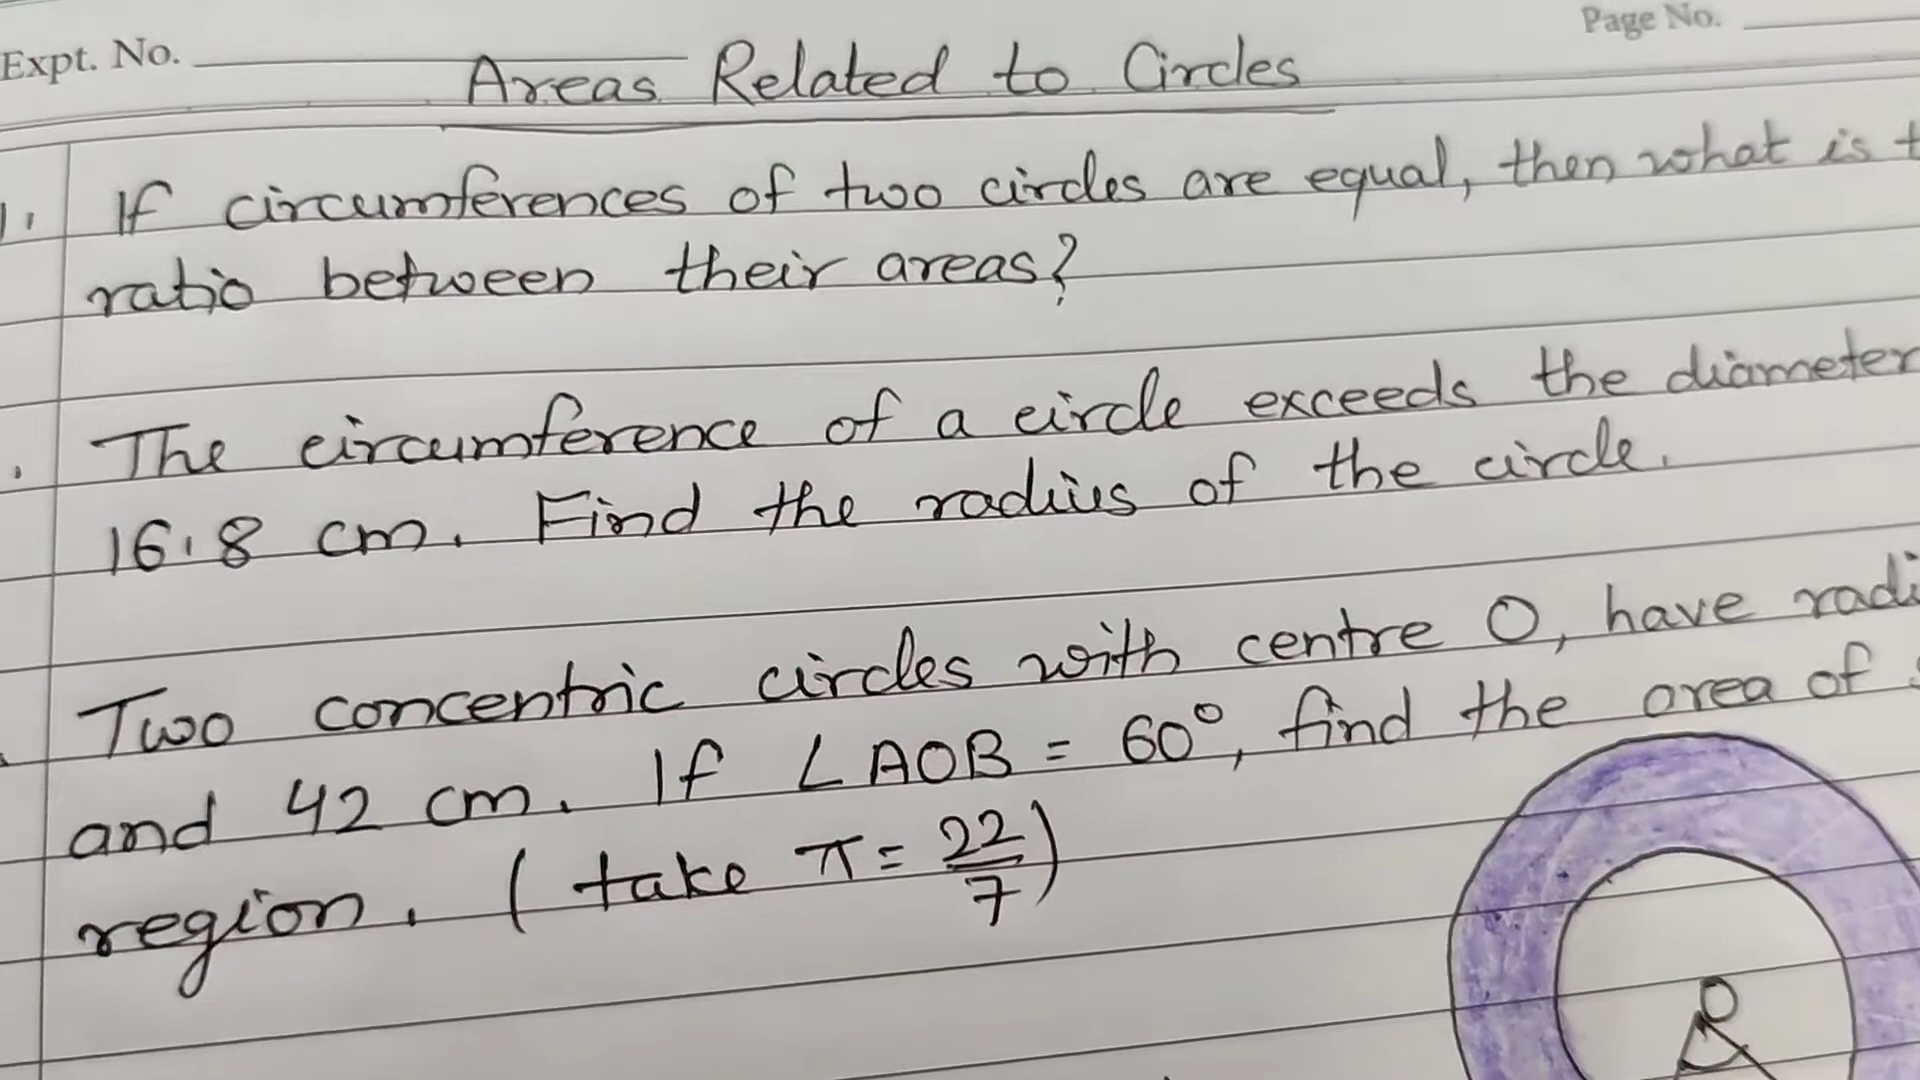 Expt. No.
Page No.
Areas Related to Circles
1. If circumferences of two circles are equal, then what is
ratio between their areas?
The circumference of a circle exceeds the diameter
16.8 cm. Find the radius of the circle.
Two concentric circles with centre O, have radi
and 42 cm. If ∠AOB = 60°, find the area of
region. (take π = 22/7)
O